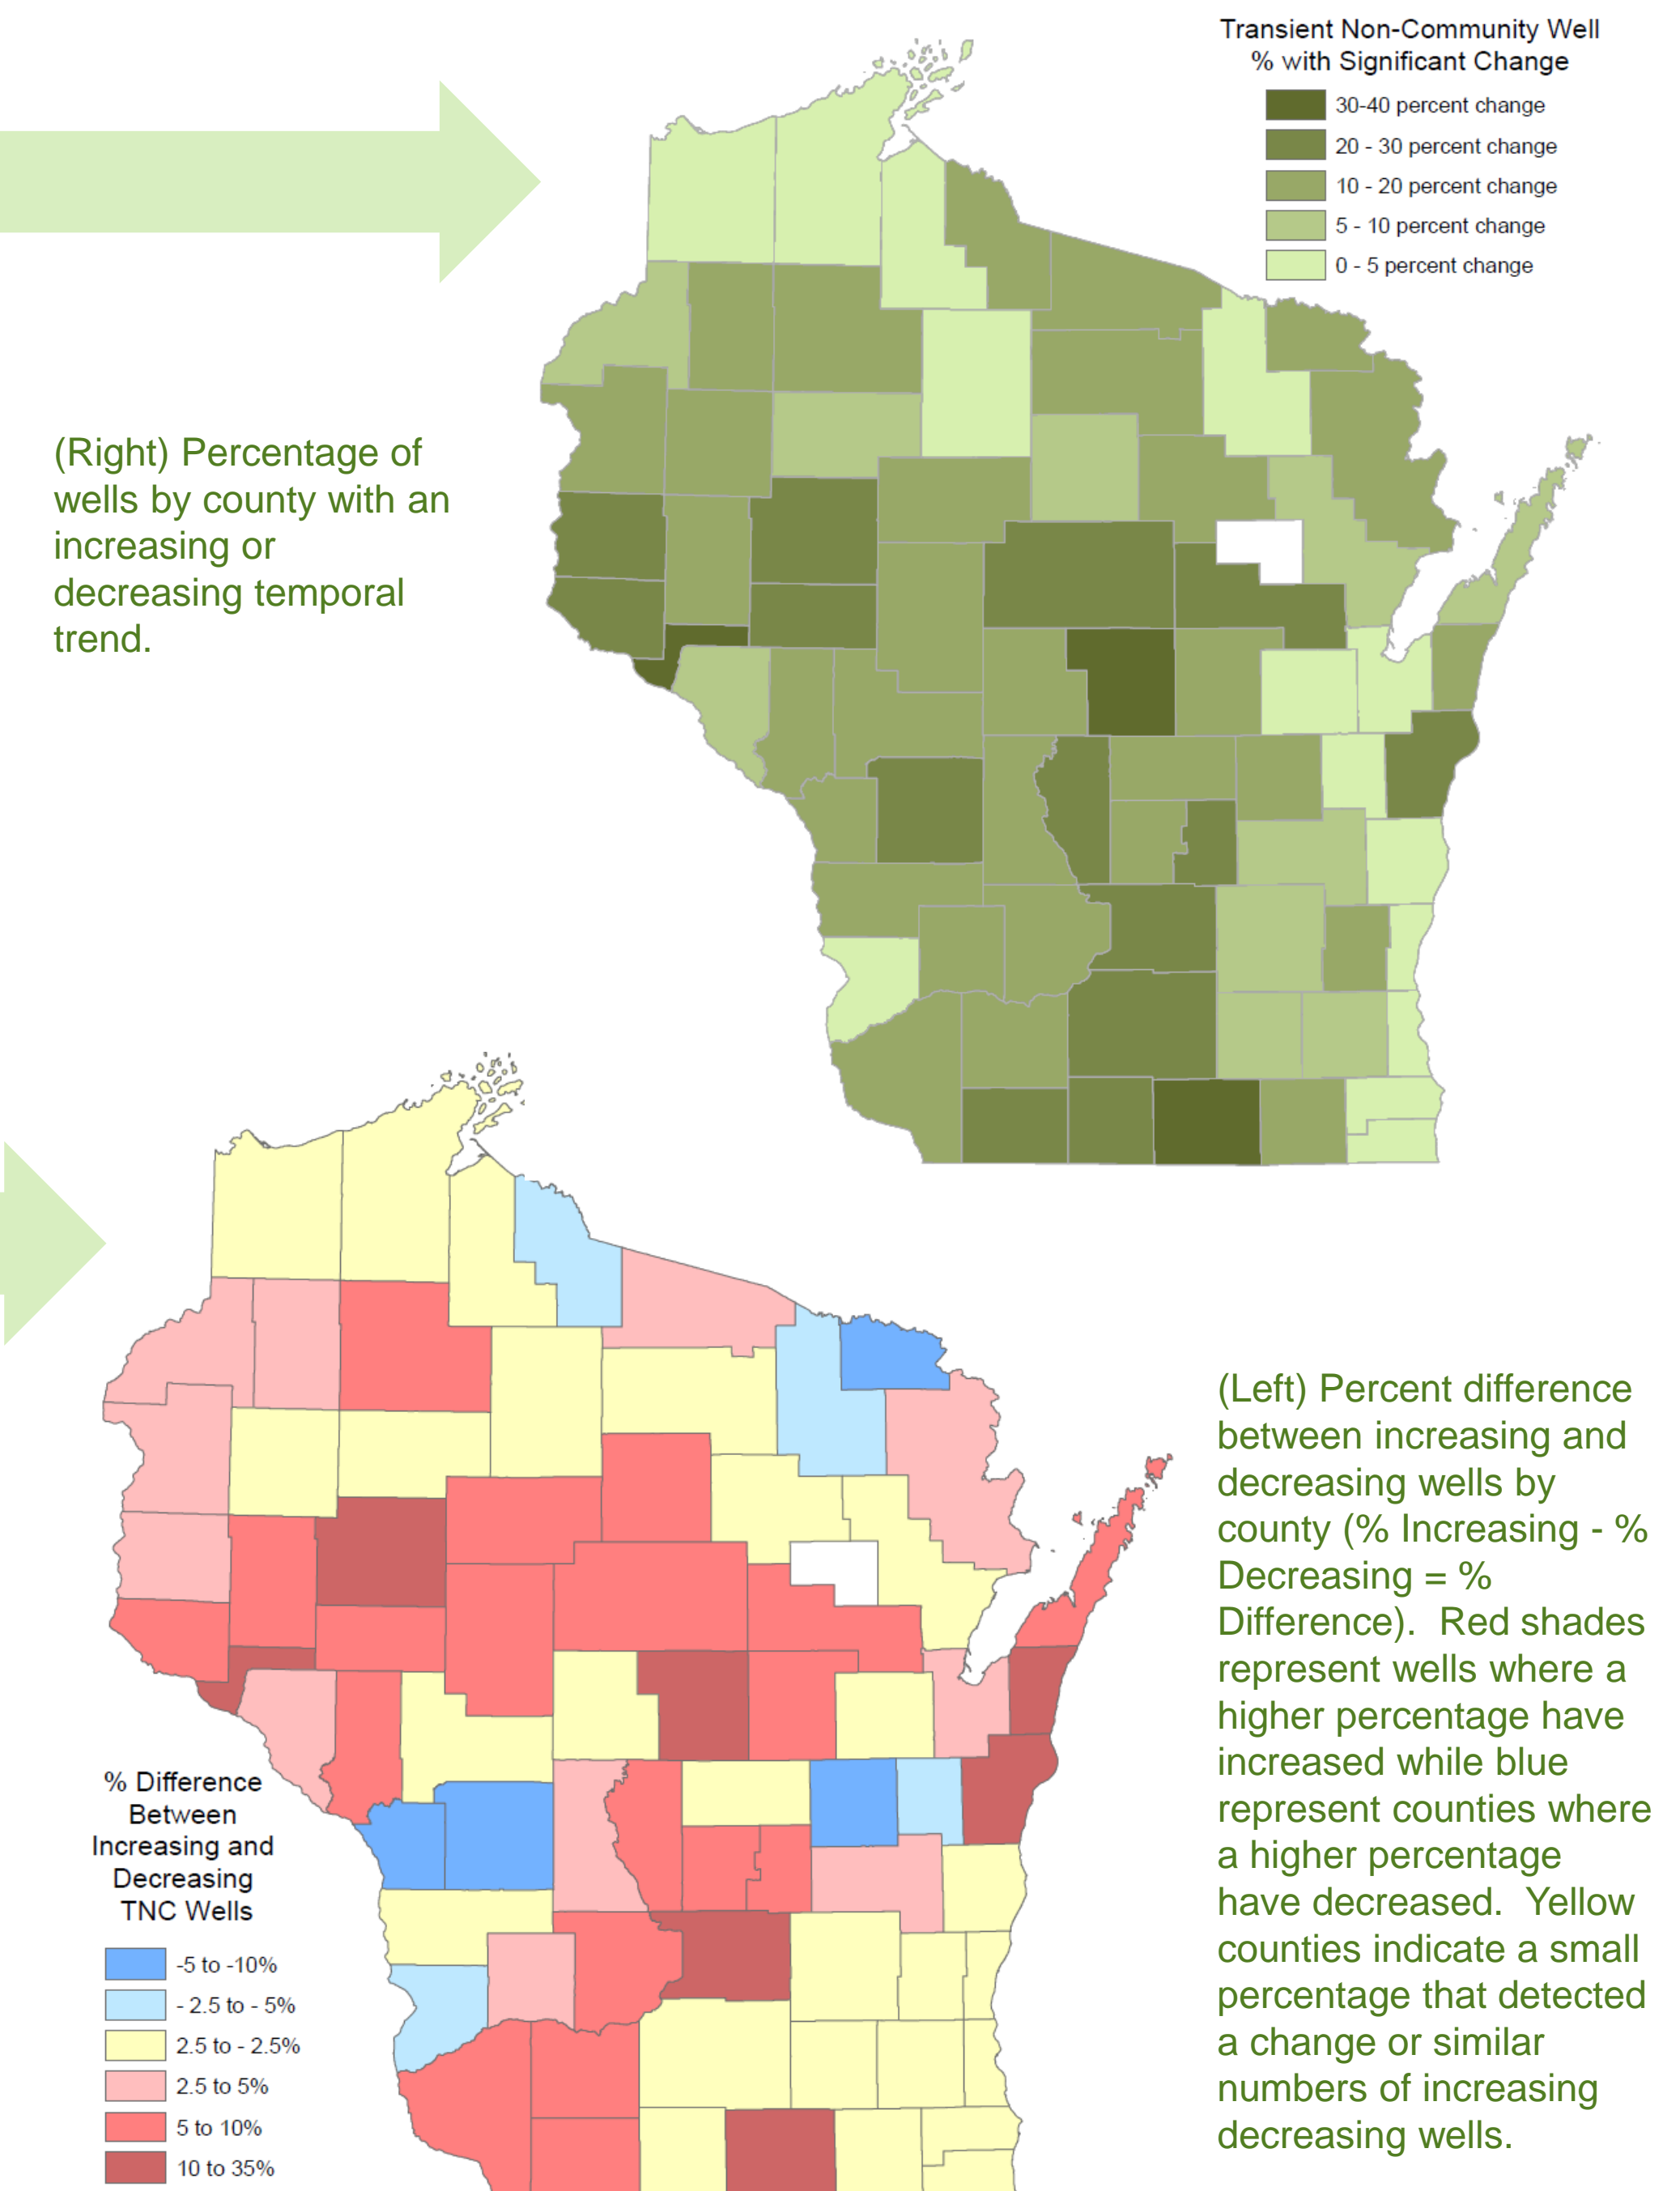 Transient Non-Community Well
% with Significant Change
30-40 percent change
20 - 30 percent change
10 - 20 percent change
5 - 10 percent change
0 - 5 percent change
(Right) Percentage of
wells by county with an
increasing or
decreasing temporal
trend.
(Left) Percent difference
between increasing and
decreasing wells by
county (% Increasing - %
Decreasing = %
Difference).  Red shades
represent wells where a
higher percentage have
increased while blue
represent counties where
a higher percentage
have decreased.  Yellow
counties indicate a small
percentage that detected
a change or similar
numbers of increasing
decreasing wells.
% Difference
Between
Increasing and
Decreasing
TNC Wells
-5 to -10%
- 2.5 to - 5%
2.5 to - 2.5%
2.5 to 5%
5 to 10%
10 to 35%